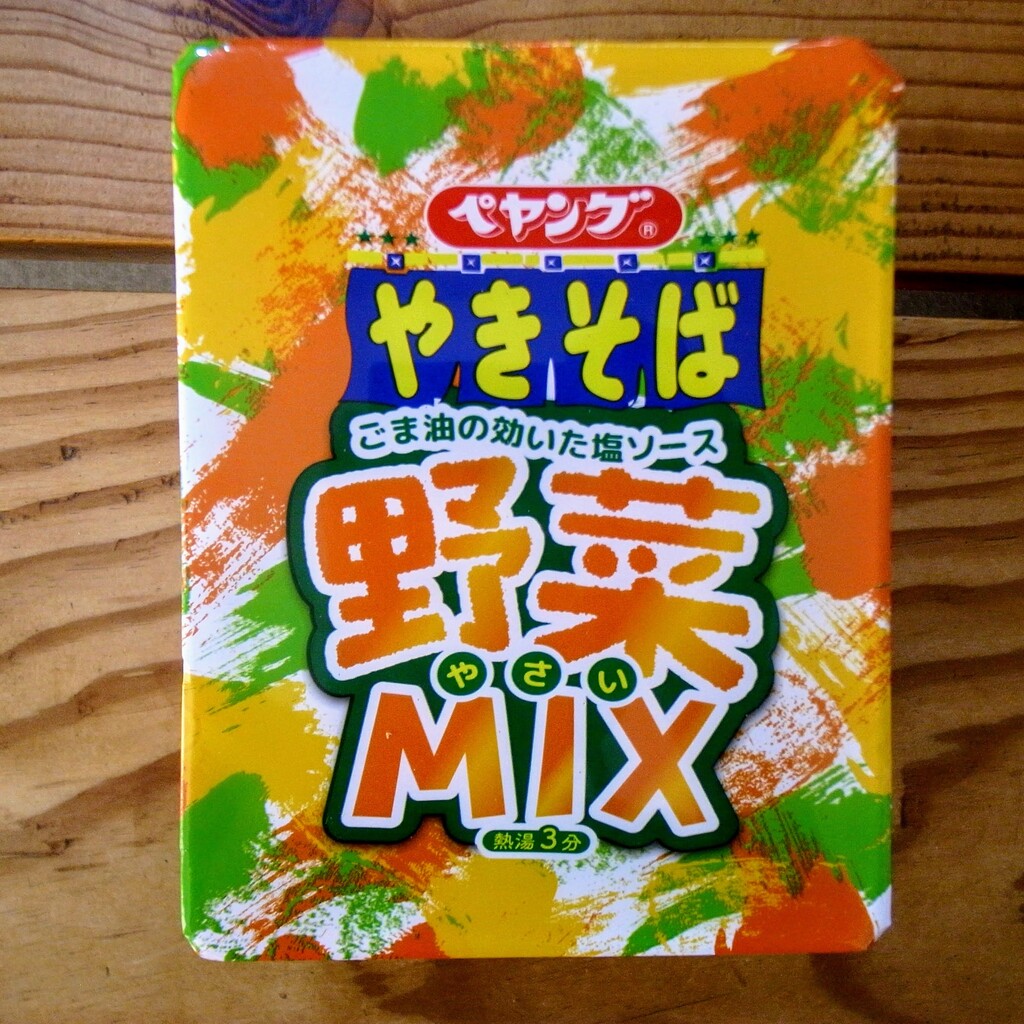 ペヤング®
やきそば
ごま油の効いた塩ソース
野菜
やさい
MIX
熱湯3分